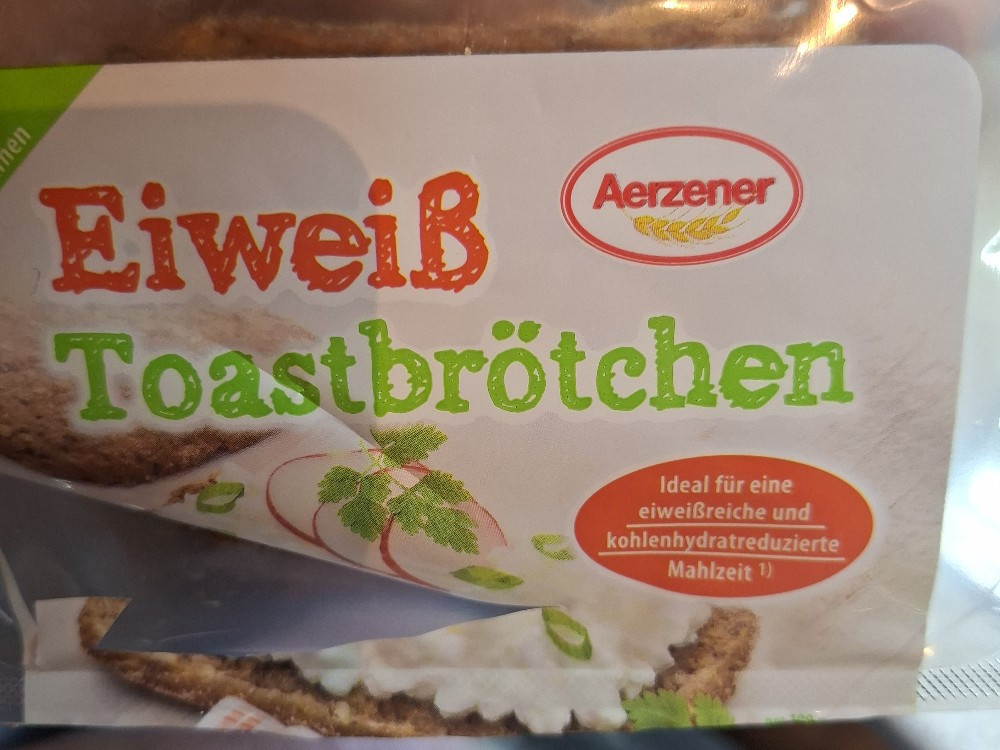 Eiweiß
Aerzener
Toastbrötchen
Ideal für eine
eiweißreiche und
kohlenhydratreduzierte
Mahlzeit 1)